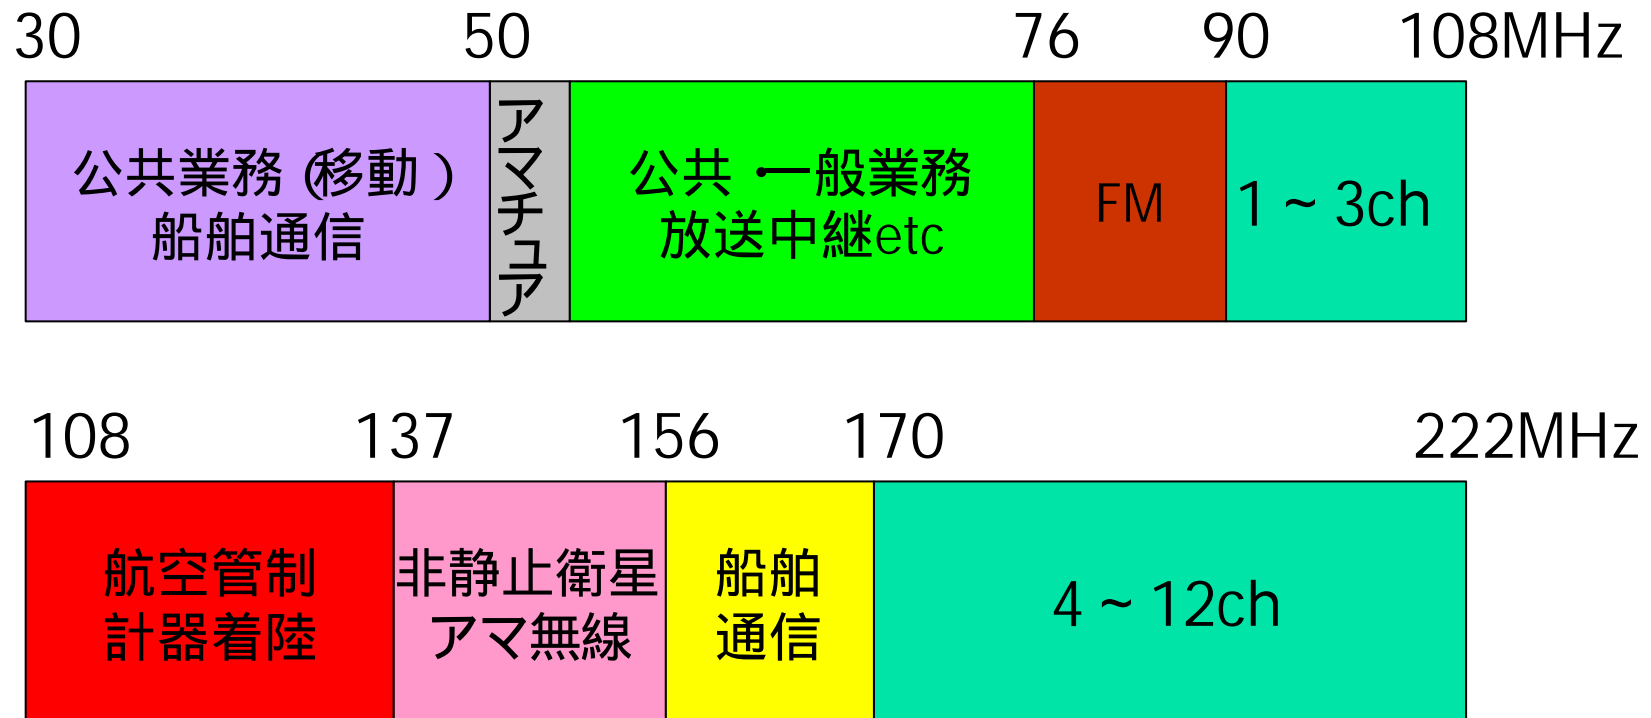 30 50 76 90 108MHz
公共業務(移動)
船舶通信
アマチュア
公共・一般業務
放送中継etc
FM
1~3ch
108 137 156 170 222MHz
航空管制
計器着陸
非静止衛星
アマ無線
船舶
通信
4~12ch